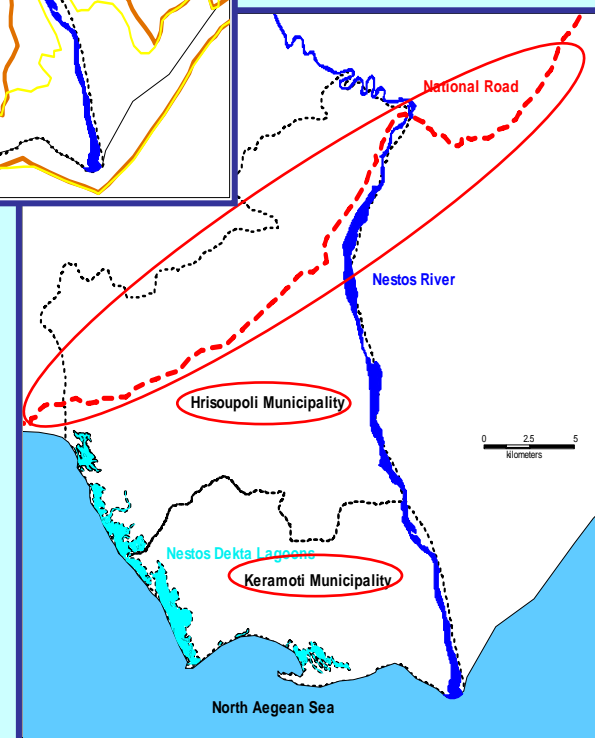 National Road
Nestos River
Hrisoupoli Municipality
0 2.5 5
kilometers
Nestos Dekta Lagoons
Keramoti Municipality
North Aegean Sea